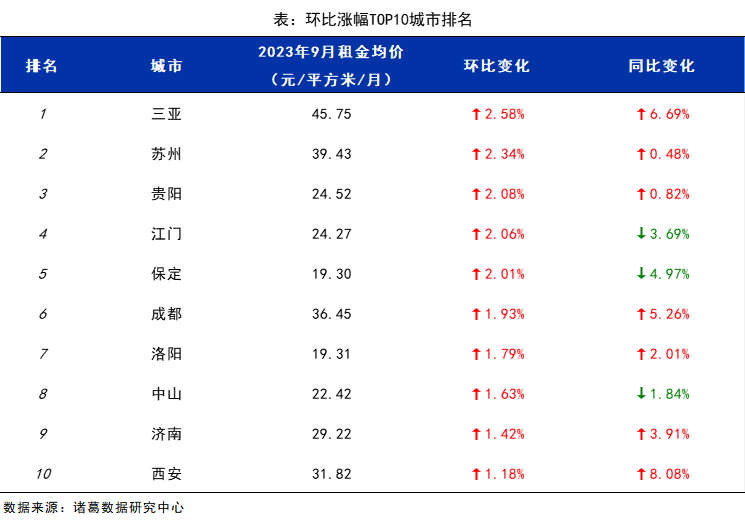 表：环比涨幅TOP10城市排名
排名 城市 2023年9月租金均价（元/平方米/月） 环比变化 同比变化
1 三亚 45.75 ↑2.58% ↑6.69%
2 苏州 39.43 ↑2.34% ↑0.48%
3 贵阳 24.52 ↑2.08% ↑0.82%
4 江门 24.27 ↑2.06% ↓3.69%
5 保定 19.30 ↑2.01% ↓4.97%
6 成都 36.45 ↑1.93% ↑5.26%
7 洛阳 19.31 ↑1.79% ↑2.01%
8 中山 22.42 ↑1.63% ↓1.84%
9 济南 29.22 ↑1.42% ↑3.91%
10 西安 31.82 ↑1.18% ↑8.08%
数据来源：诸葛数据研究中心